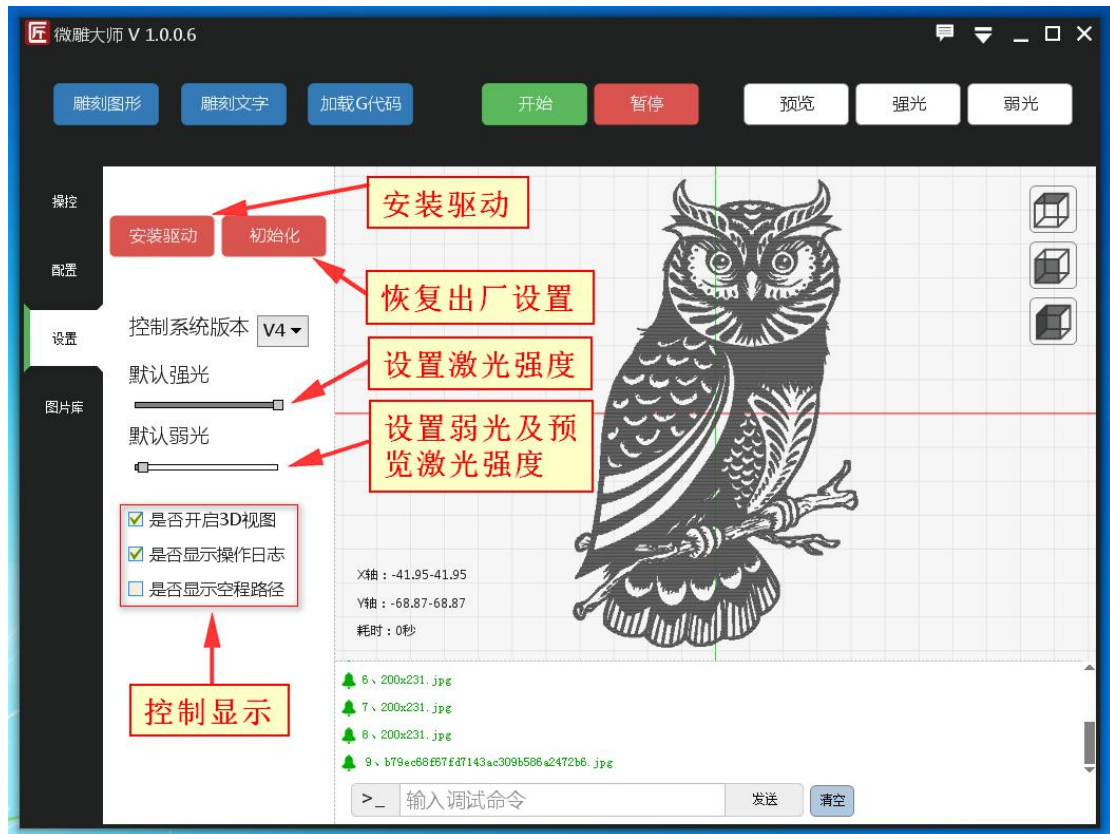 匠 微雕大师 V 1.0.0.6
雕刻图形 雕刻文字 加载G代码 开始 暂停 预览 强光 弱光
操控
配置
设置
图片库
安装驱动 初始化
安装驱动
恢复出厂设置
控制系统版本 V4
设置激光强度
默认强光
设置弱光及预
览激光强度
默认弱光
是否开启3D视图
是否显示操作日志
是否显示空程路径
控制显示
X轴：-41.95-41.95
Y轴：-68.87-68.87
耗时：0秒
6、200x231.jpg
7、200x231.jpg
8、200x231.jpg
9、b79ec68f67fd7143ac309b586a2472b6.jpg
>_ 输入调试命令 发送 清空